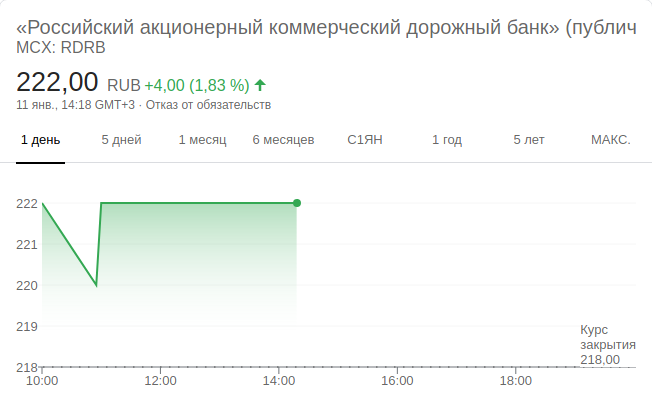 «Российский акционерный коммерческий дорожный банк» (публич
MCX: RDRB
222,00 RUB +4,00 (1,83 %)
11 янв., 14:18 GMT+3 · Отказ от обязательств
1 день 5 дней 1 месяц 6 месяцев С1ЯН 1 год 5 лет МАКС.
222
221
220
219
Курс
закрытия
218,00
218
10:00 12:00 14:00 16:00 18:00